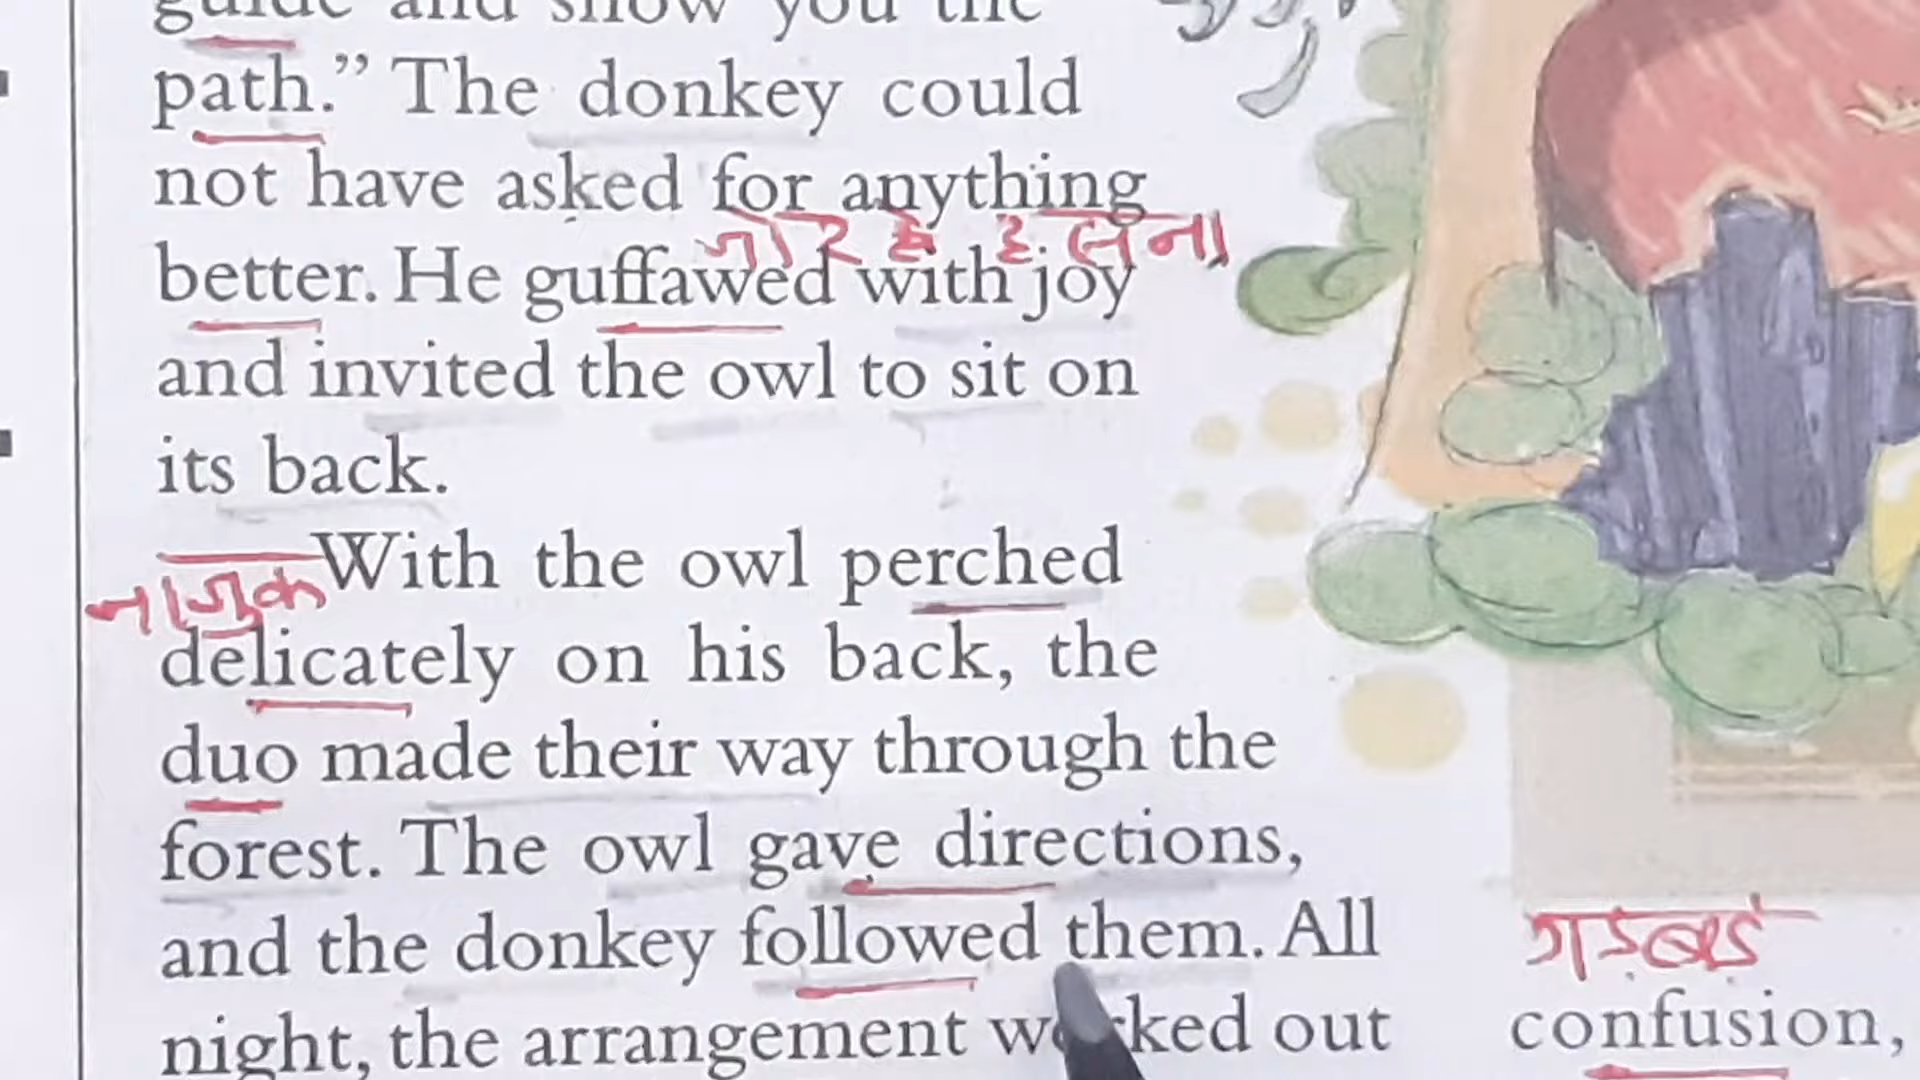 guide and show you the
path.” The donkey could
not have asked for anything
जोर से हसना
better. He guffawed with joy
and invited the owl to sit on
its back.
With the owl perched
नाजुक
delicately on his back, the
duo made their way through the
forest. The owl gave directions,
and the donkey followed them. All
night, the arrangement worked out
गड़बड़
confusion,